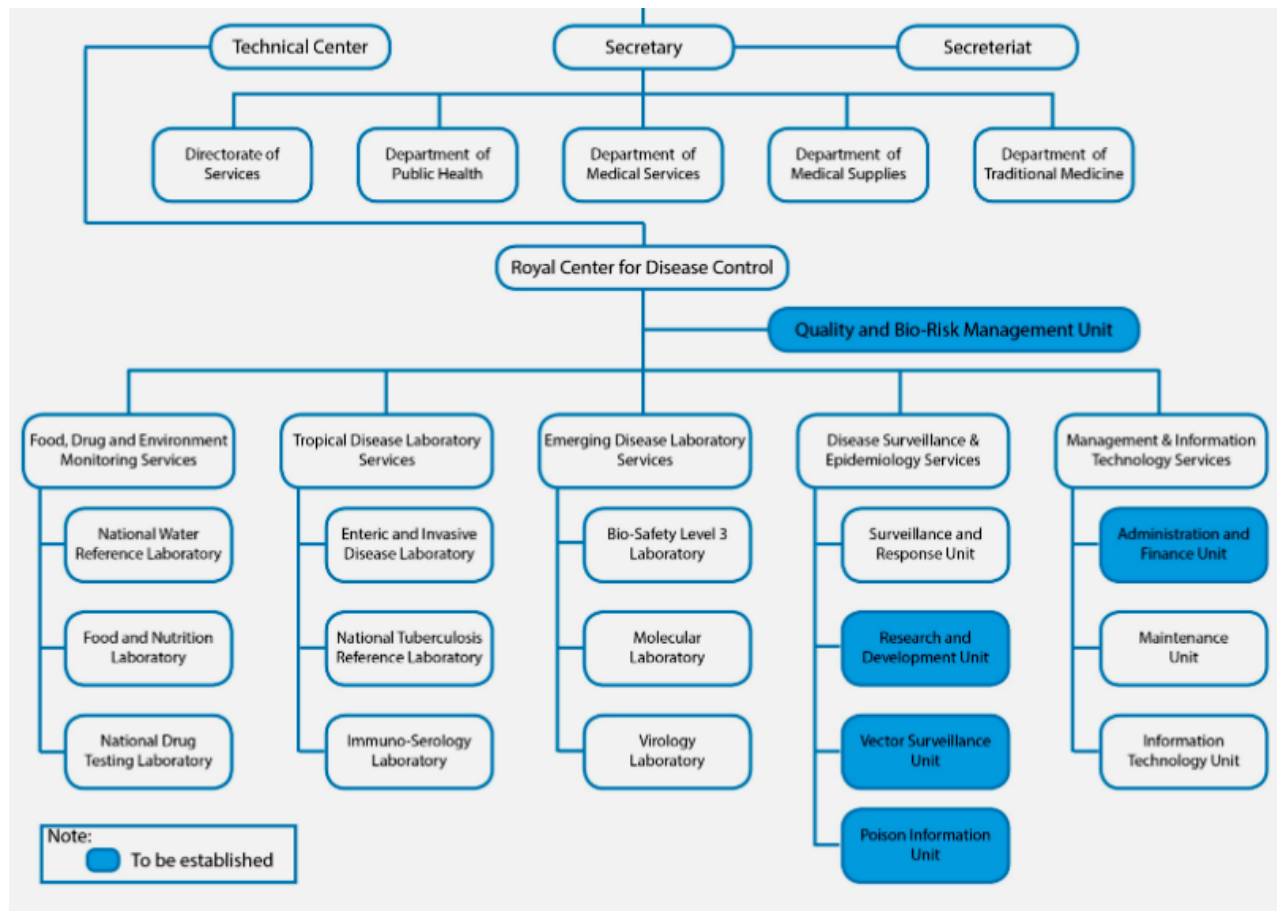 Technical Center
Secretary
Secreteriat
Directorate of
Services
Department of
Public Health
Department of
Medical Services
Department of
Medical Supplies
Department of
Traditional Medicine
Royal Center for Disease Control
Quality and Bio-Risk Management Unit
Food, Drug and Environment
Monitoring Services
Tropical Disease Laboratory
Services
Emerging Disease Laboratory
Services
Disease Surveillance &
Epidemiology Services
Management & Information
Technology Services
National Water
Reference Laboratory
Enteric and Invasive
Disease Laboratory
Bio-Safety Level 3
Laboratory
Surveillance and
Response Unit
Administration and
Finance Unit
Food and Nutrition
Laboratory
National Tuberculosis
Reference Laboratory
Molecular
Laboratory
Research and
Development Unit
Maintenance
Unit
National Drug
Testing Laboratory
Immuno-Serology
Laboratory
Virology
Laboratory
Vector Surveillance
Unit
Information
Technology Unit
Poison Information
Unit
Note:
To be established